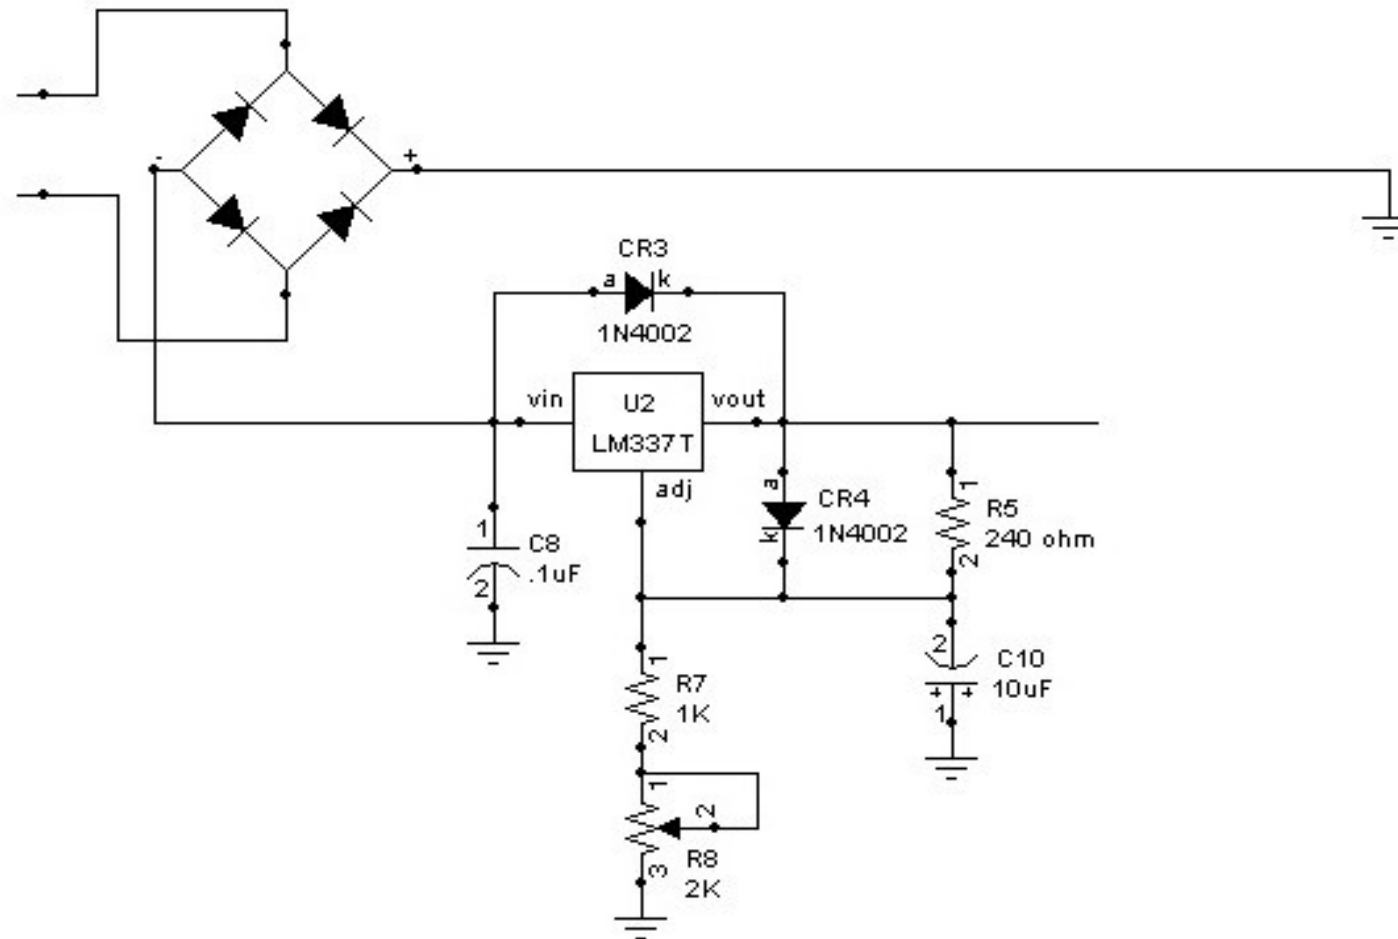 -
+
CR3
a
k
1N4002
vin
U2
vout
LM337T
adj
a
CR4
1N4002
k
1
R5
240 ohm
2
1
C8
.1uF
2
2
C10
10uF
+ +
1
1
R7
1K
2
1
2
R8
2K
3